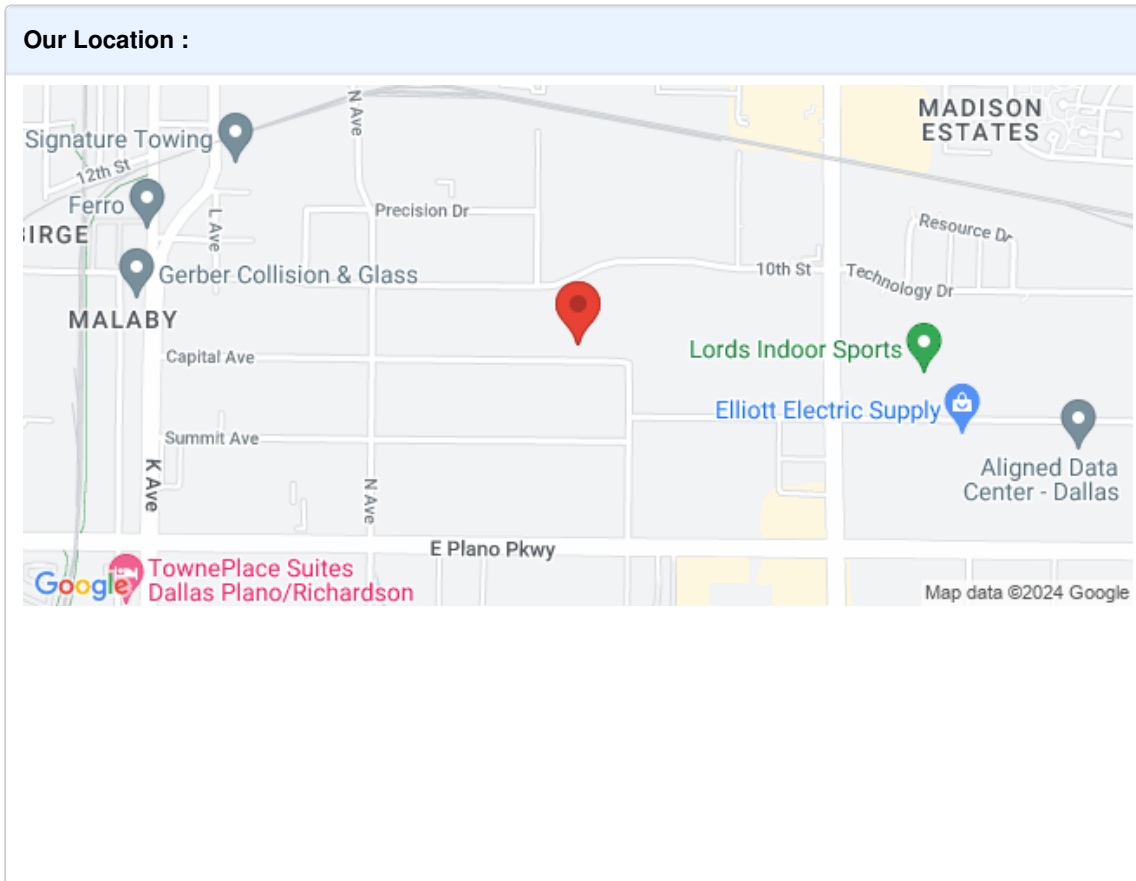 Our Location :
N Ave
MADISON
ESTATES
Signature Towing
12th St
Ferro
Precision Dr
L Ave
Resource Dr
IRGE
10th St
Technology Dr
Gerber Collision & Glass
MALABY
Capital Ave
Lords Indoor Sports
Elliott Electric Supply
Summit Ave
K Ave
N Ave
Aligned Data
Center - Dallas
E Plano Pkwy
TownePlace Suites
Dallas Plano/Richardson
Google
Map data ©2024 Google